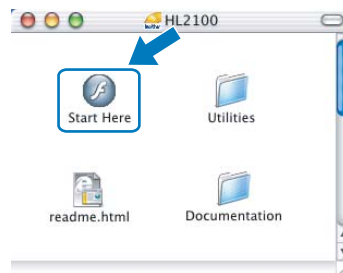 HL2100
Start Here
Utilities
readme.html
Documentation